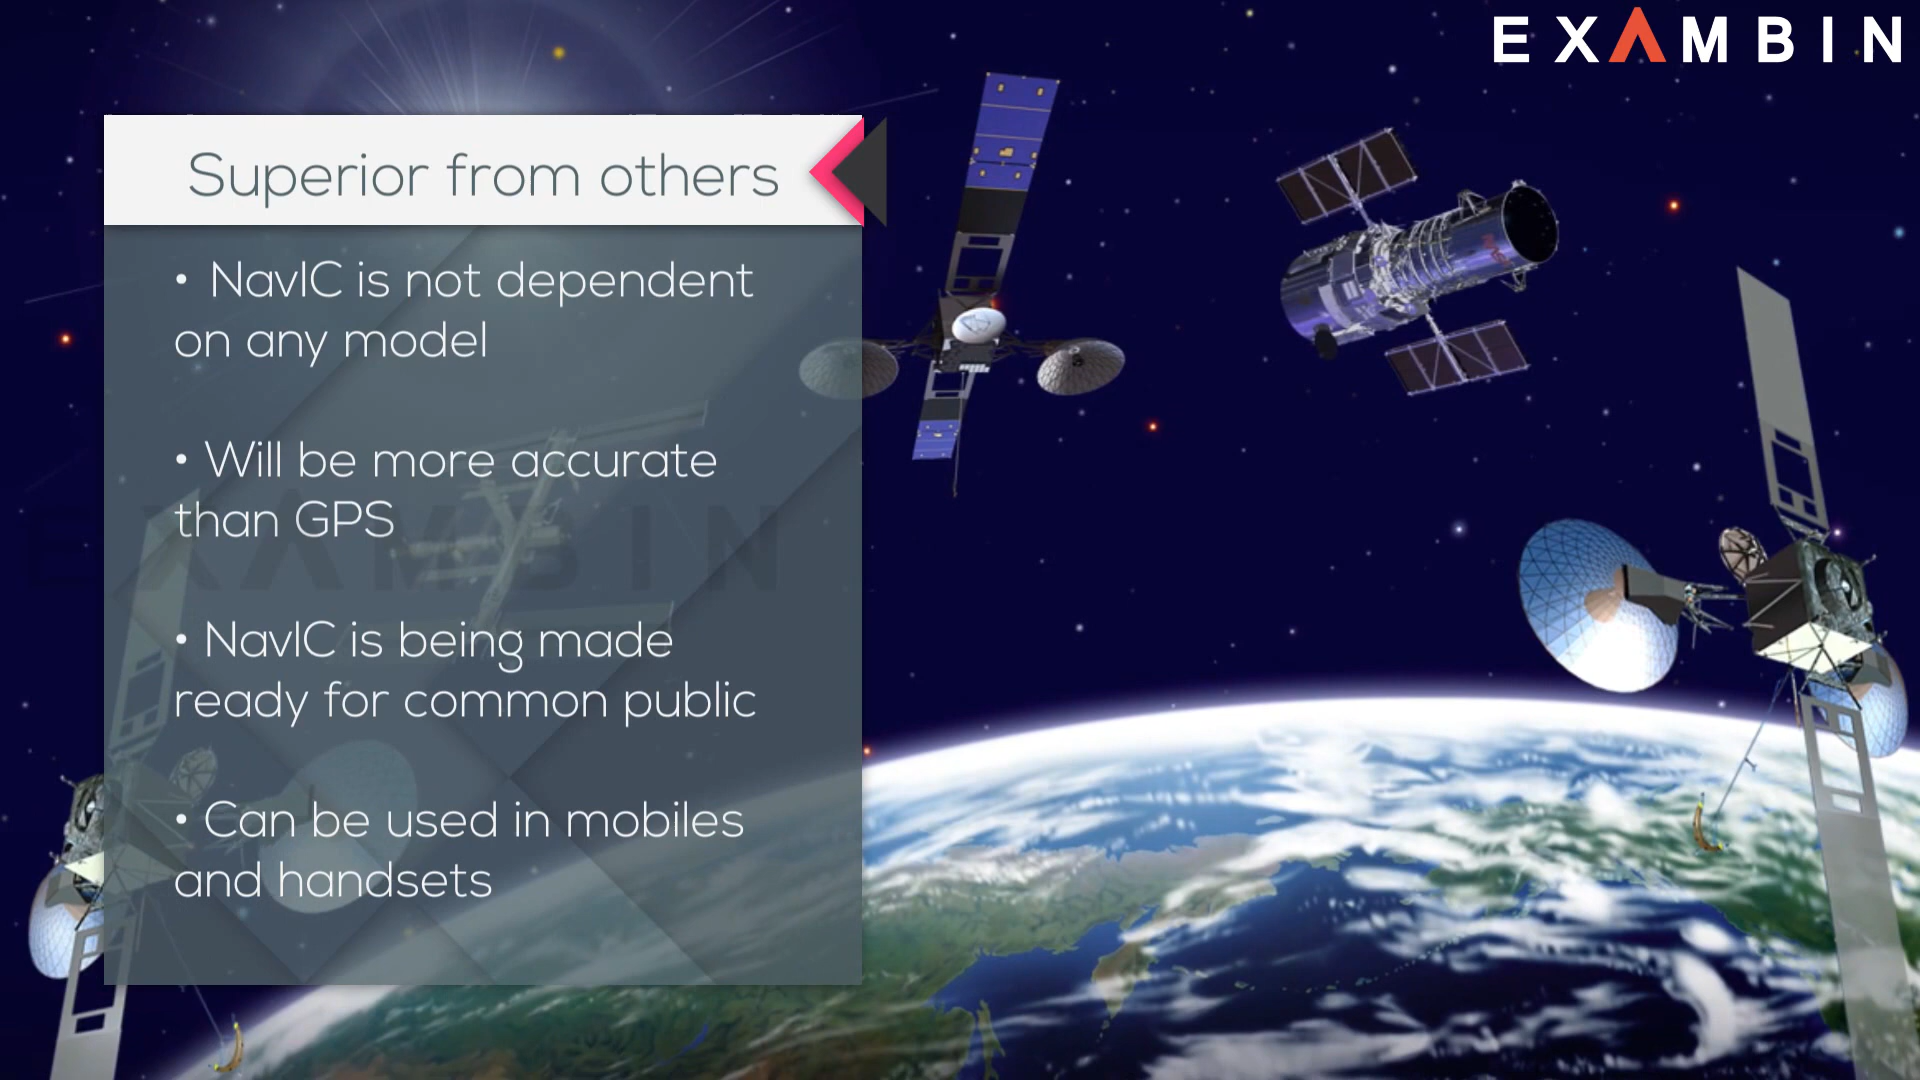 EXAMBIN
Superior from others
• NavIC is not dependent
on any model
• Will be more accurate
than GPS
• NavIC is being made
ready for common public
• Can be used in mobiles
and handsets
EXAMBIN